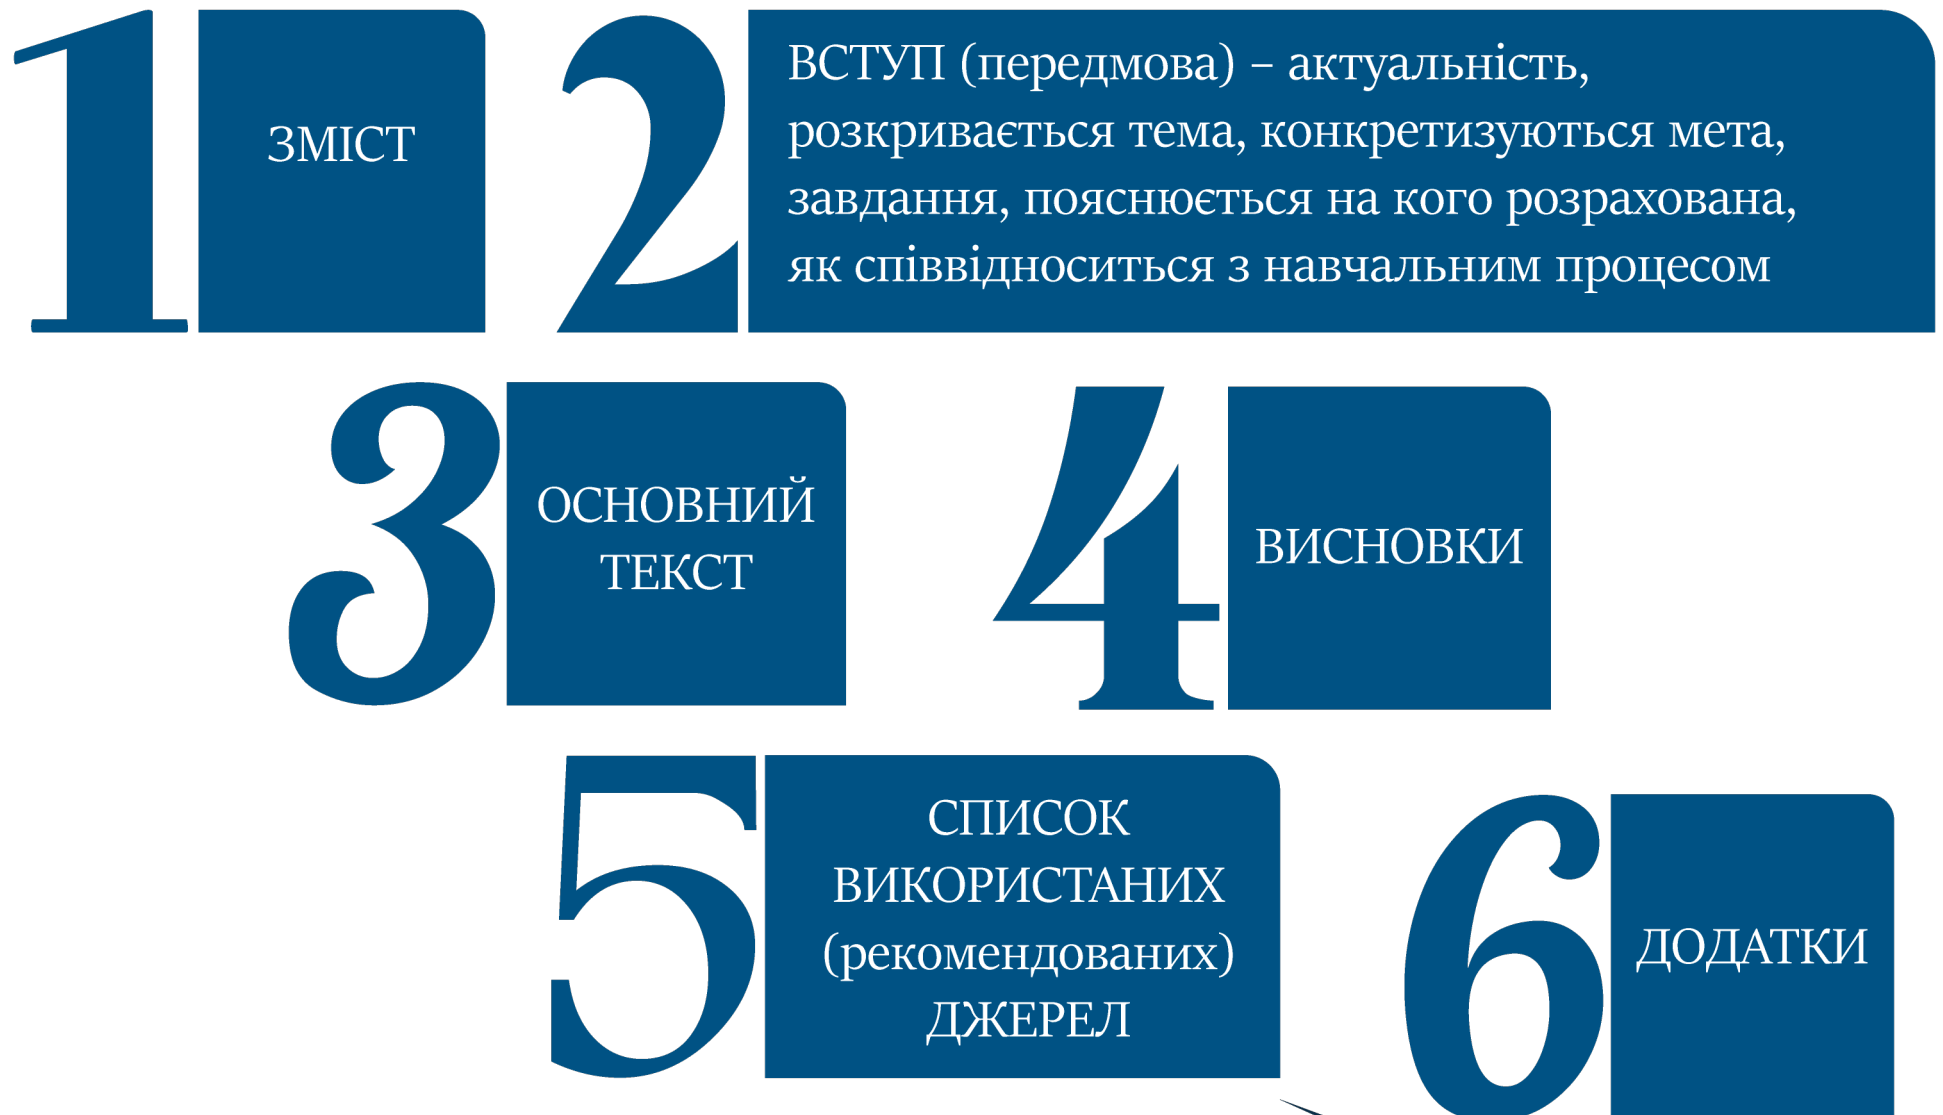 1
ЗМІСТ
2
ВСТУП (передмова) – актуальність,
розкривається тема, конкретизуються мета,
завдання, пояснюється на кого розрахована,
як співвідноситься з навчальним процесом
3
ОСНОВНИЙ
ТЕКСТ
4
ВИСНОВКИ
5
СПИСОК
ВИКОРИСТАНИХ
(рекомендованих)
ДЖЕРЕЛ
6
ДОДАТКИ